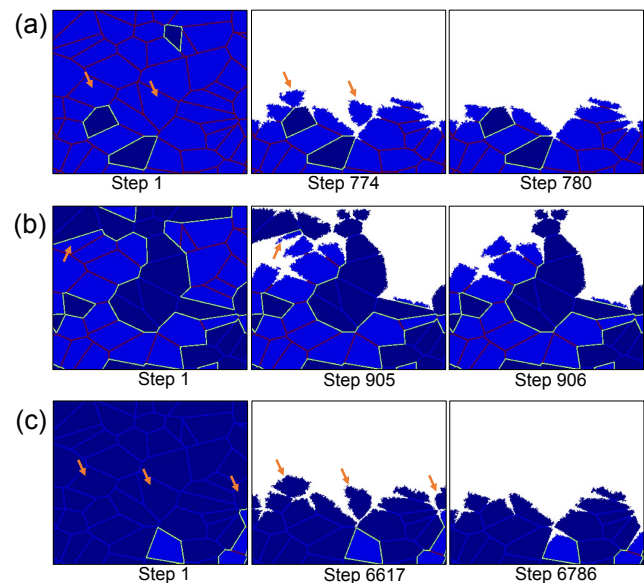 (a)
Step 1 Step 774 Step 780
(b)
Step 1 Step 905 Step 906
(c)
Step 1 Step 6617 Step 6786